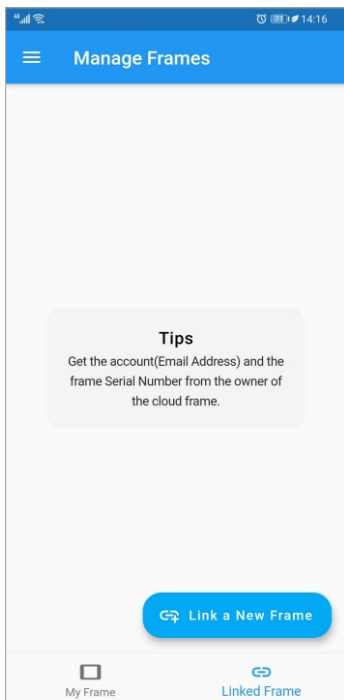 14:16
Manage Frames
Tips
Get the account(Email Address) and the
frame Serial Number from the owner of
the cloud frame.
Link a New Frame
My Frame
Linked Frame